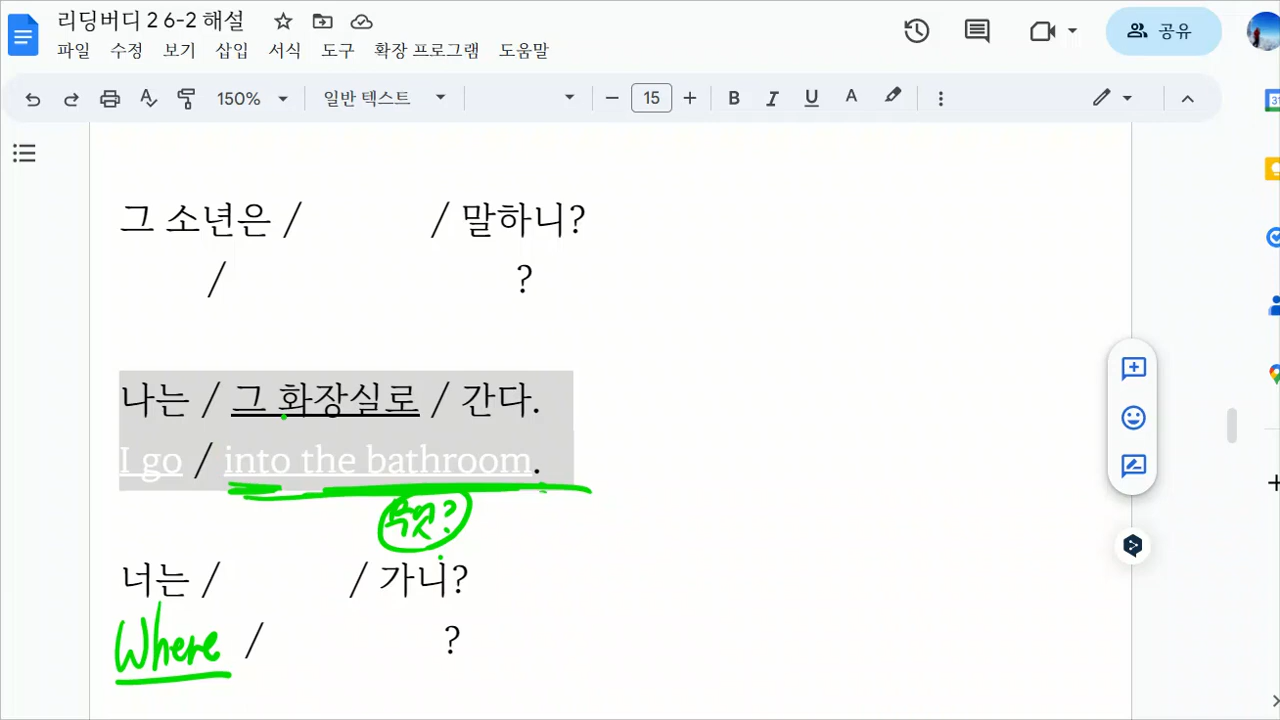 리딩버디 2 6-2 해설
파일 수정 보기 삽입 서식 도구 확장 프로그램 도움말
공유
150% 일반 텍스트 15 B I U A
그 소년은 / / 말하니?
/ ?
나는 / 그 화장실로 / 간다.
I go / into the bathroom.
무엇?
너는 / / 가니?
Where / ?